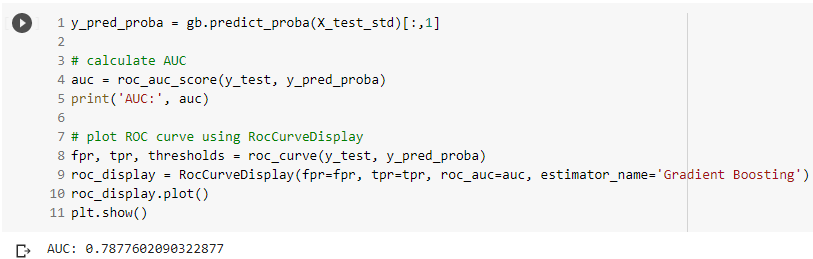 1 y_pred_proba = gb.predict_proba(X_test_std)[:,1]
2
3 # calculate AUC
4 auc = roc_auc_score(y_test, y_pred_proba)
5 print('AUC:', auc)
6
7 # plot ROC curve using RocCurveDisplay
8 fpr, tpr, thresholds = roc_curve(y_test, y_pred_proba)
9 roc_display = RocCurveDisplay(fpr=fpr, tpr=tpr, roc_auc=auc, estimator_name='Gradient Boosting')
10 roc_display.plot()
11 plt.show()
AUC: 0.7877602090322877